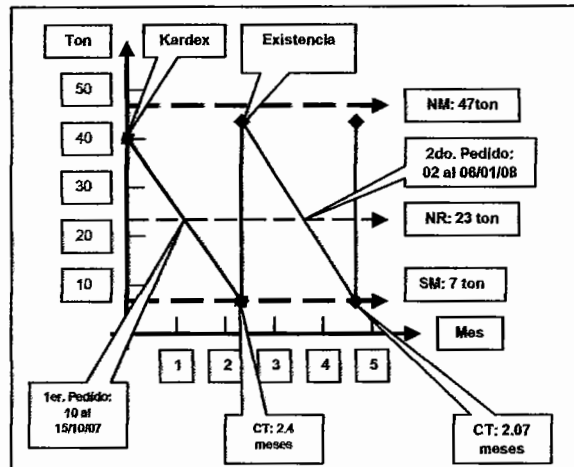 Ton
Kardex
Existencia
50
NM: 47ton
40
2do. Pedido:
02 al 06/01/08
30
NR: 23 ton
20
10
SM: 7 ton
Mes
1
2
3
4
5
1er. Pedido:
10 al
15/10/07
CT: 2.4
meses
CT: 2.07
meses